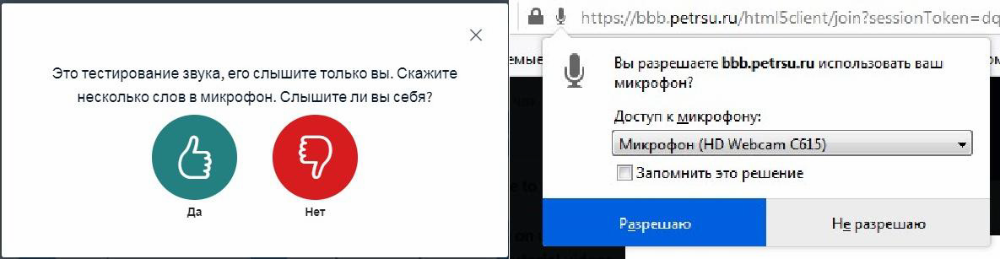 Это тестирование звука, его слышите только вы. Скажите
несколько слов в микрофон. Слышите ли вы себя?
Да
Нет
https://bbb.petrsu.ru/html5client/join?sessionToken=dq
емые
Вы разрешаете bbb.petrsu.ru использовать ваш
микрофон?
Доступ к микрофону:
Микрофон (HD Webcam C615)
Запомнить это решение
Разрешаю
Не разрешаю